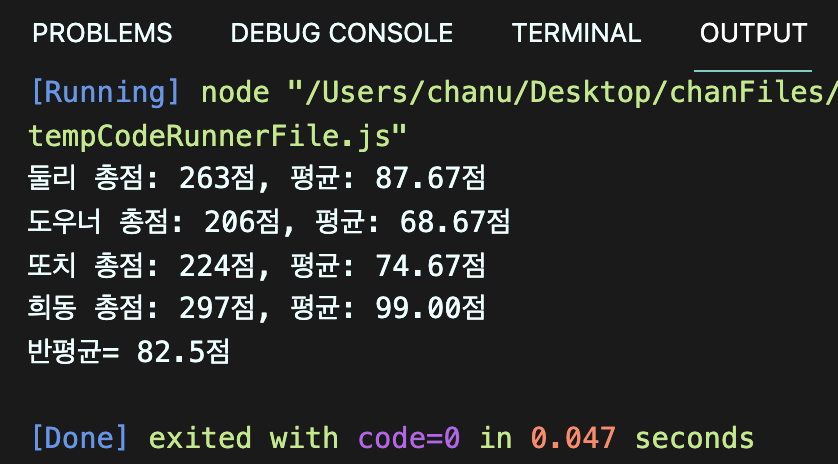 PROBLEMS DEBUG CONSOLE TERMINAL OUTPUT
[Running] node "/Users/chanu/Desktop/chanFiles/
tempCodeRunnerFile.js"
둘리 총점: 263점, 평균: 87.67점
도우너 총점: 206점, 평균: 68.67점
또치 총점: 224점, 평균: 74.67점
희동 총점: 297점, 평균: 99.00점
반평균= 82.5점
[Done] exited with code=0 in 0.047 seconds